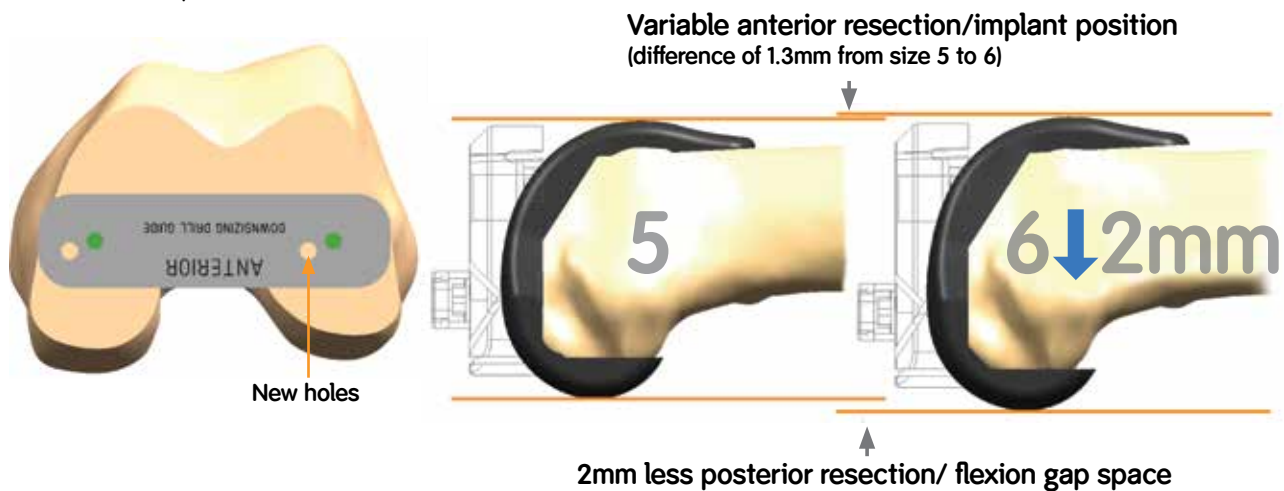 Variable anterior resection/implant position
(difference of 1.3mm from size 5 to 6)
DOWNSIZING DRILL GUIDE
ANTERIOR
5
6 2mm
New holes
2mm less posterior resection/ flexion gap space